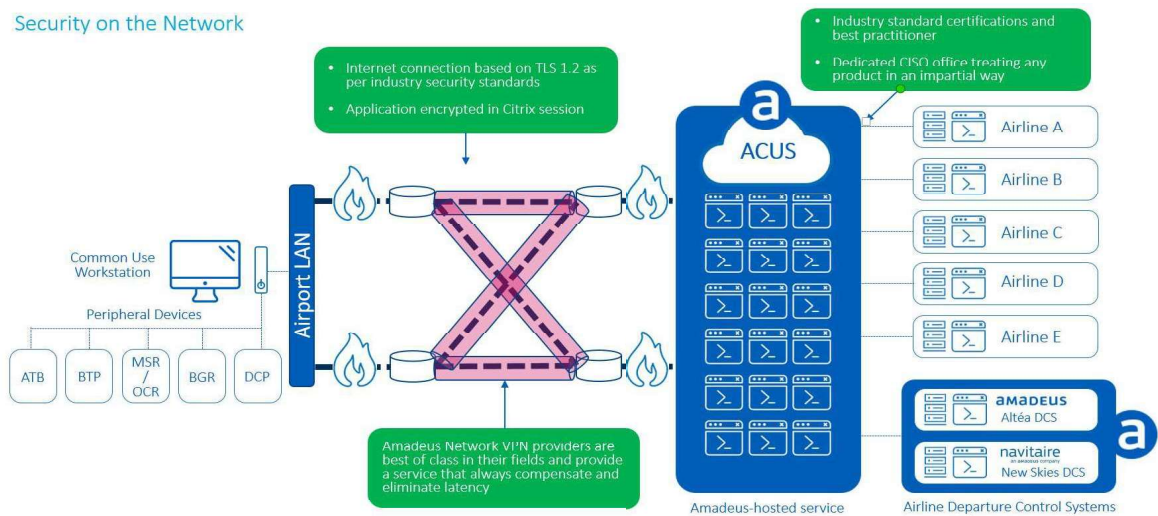 Security on the Network
• Internet connection based on TLS 1.2 as
per industry security standards
• Application encrypted in Citrix session
• Industry standard certifications and
best practitioner
• Dedicated CISO office treating any
product in an impartial way
a
ACUS
Airline A
Airline B
Airline C
Airline D
Airline E
Common Use
Workstation
Peripheral Devices
ATB
BTP
MSR
/
OCR
BGR
DCP
Airport LAN
Amadeus Network VPN providers are
best of class in their fields and provide
a service that always compensate and
eliminate latency
amadeus
Altéa DCS
navitaire
an amadeus company
New Skies DCS
a
Amadeus-hosted service
Airline Departure Control Systems